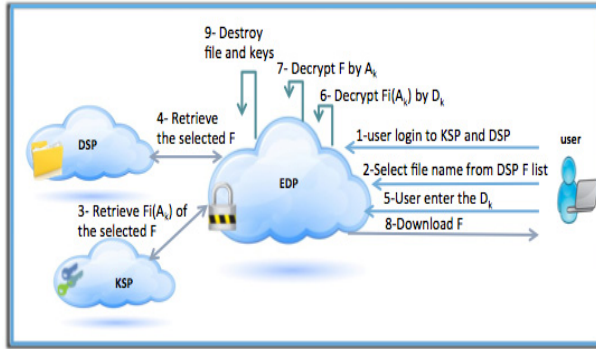 9- Destroy
file and keys
7- Decrypt F by Ak
6- Decrypt Fi(Ak) by Dk
4- Retrieve
the selected F
1-user login to KSP and DSP
user
DSP
2-Select file name from DSP F list
EDP
5-User enter the Dk
3- Retrieve Fi(Ak) of
the selected F
8-Download F
KSP